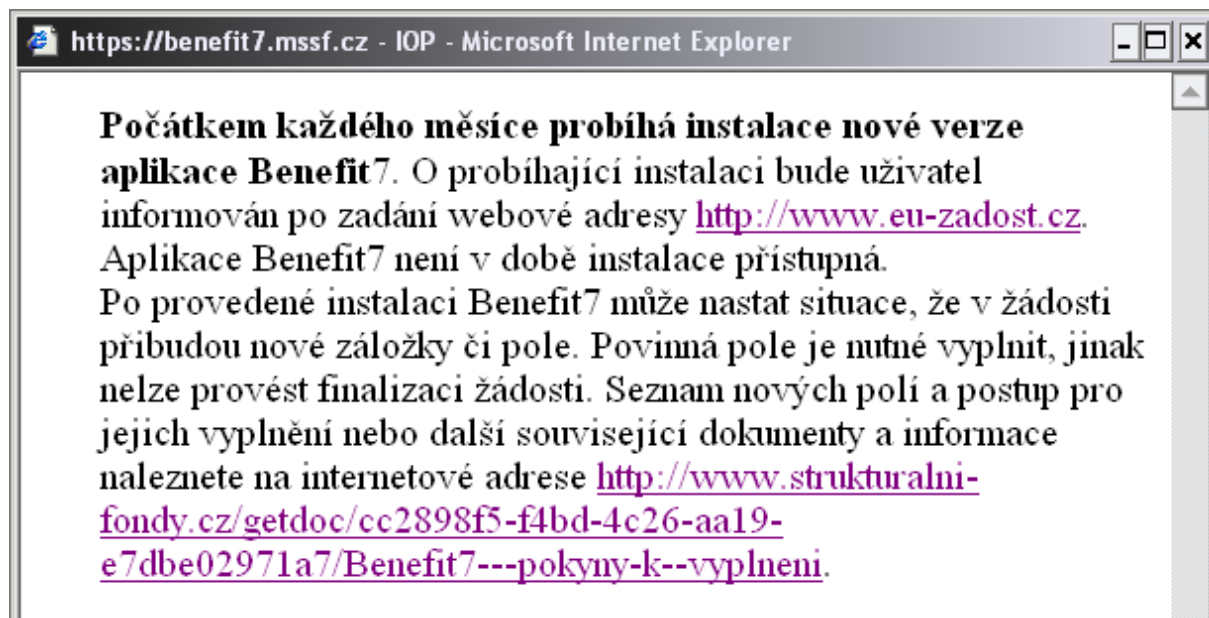 https://benefit7.mssf.cz - IOP - Microsoft Internet Explorer
Počátkem každého měsíce probíhá instalace nové verze
aplikace Benefit7. O probíhající instalaci bude uživatel
informován po zadání webové adresy http://www.eu-zadost.cz.
Aplikace Benefit7 není v době instalace přístupná.
Po provedené instalaci Benefit7 může nastat situace, že v žádosti
přibudou nové záložky či pole. Povinná pole je nutné vyplnit, jinak
nelze provést finalizaci žádosti. Seznam nových polí a postup pro
jejich vyplnění nebo další související dokumenty a informace
naleznete na internetové adrese http://www.strukturalni-
fondy.cz/getdoc/cc2898f5-f4bd-4c26-aa19-
e7dbe02971a7/Benefit7---pokyny-k--vyplneni.